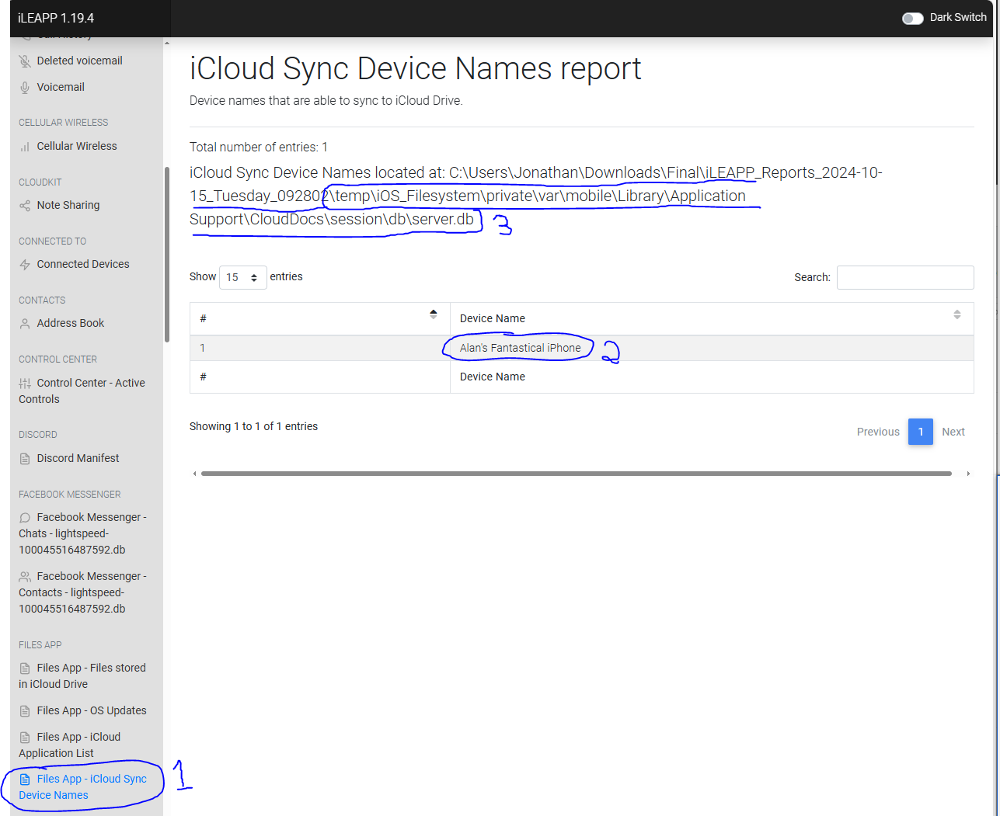 iLEAPP 1.19.4
Dark Switch
Call History
Deleted voicemail
Voicemail
CELLULAR WIRELESS
Cellular Wireless
CLOUDKIT
Note Sharing
CONNECTED TO
Connected Devices
CONTACTS
Address Book
CONTROL CENTER
Control Center - Active
Controls
DISCORD
Discord Manifest
FACEBOOK MESSENGER
Facebook Messenger -
Chats - lightspeed-
100045516487592.db
Facebook Messenger -
Contacts - lightspeed-
100045516487592.db
FILES APP
Files App - Files stored
in iCloud Drive
Files App - OS Updates
Files App - iCloud
Application List
Files App - iCloud Sync
Device Names
1
iCloud Sync Device Names report
Device names that are able to sync to iCloud Drive.
Total number of entries: 1
iCloud Sync Device Names located at: C:\Users\Jonathan\Downloads\Final\iLEAPP_Reports_2024-10-
15_Tuesday_092802\temp\iOS_Filesystem\private\var\mobile\Library\Application
Support\CloudDocs\session\db\server.db 3
Show 15 entries
Search:
# Device Name
1 Alan's Fantastical iPhone 2
# Device Name
Showing 1 to 1 of 1 entries
Previous 1 Next